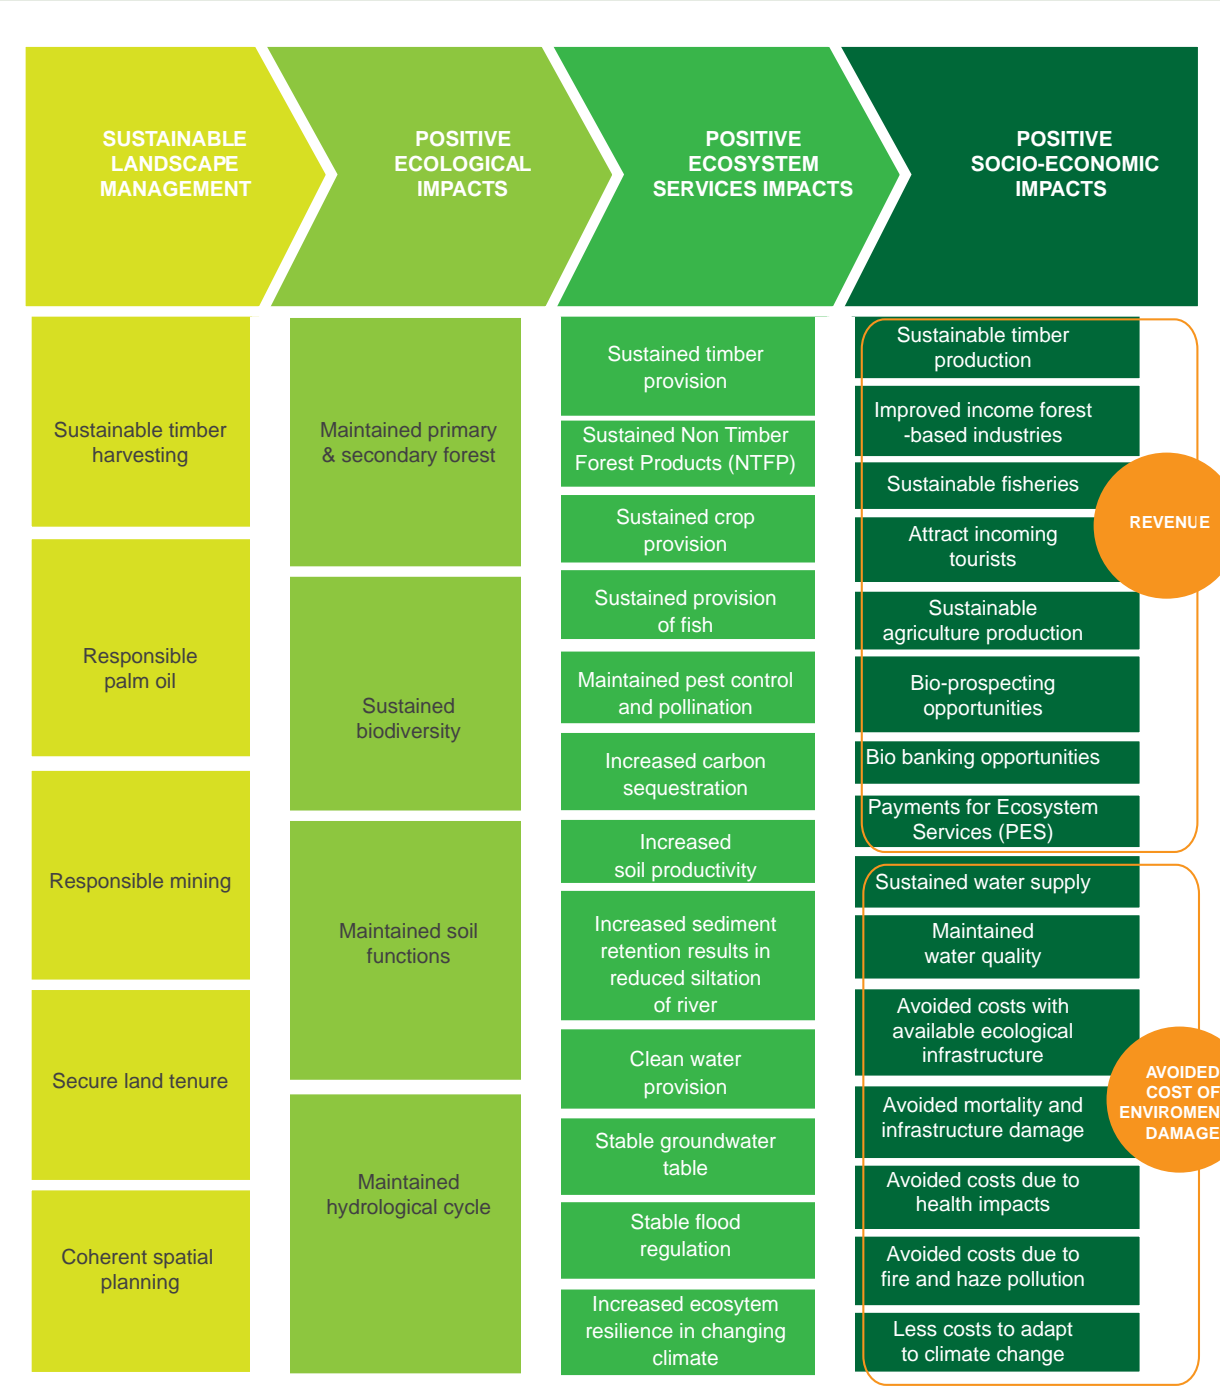 SUSTAINABLE
LANDSCAPE
MANAGEMENT
POSITIVE
ECOLOGICAL
IMPACTS
POSITIVE
ECOSYSTEM
SERVICES IMPACTS
POSITIVE
SOCIO-ECONOMIC
IMPACTS
Sustainable timber
harvesting
Responsible
palm oil
Responsible mining
Secure land tenure
Coherent spatial
planning
Maintained primary
& secondary forest
Sustained
biodiversity
Maintained soil
functions
Maintained
hydrological cycle
Sustained timber
provision
Sustained Non Timber
Forest Products (NTFP)
Sustained crop
provision
Sustained provision
of fish
Maintained pest control
and pollination
Increased carbon
sequestration
Increased
soil productivity
Increased sediment
retention results in
reduced siltation
of river
Clean water
provision
Stable groundwater
table
Stable flood
regulation
Increased ecosytem
resilience in changing
climate
Sustainable timber
production
Improved income forest
-based industries
Sustainable fisheries
Attract incoming
tourists
Sustainable
agriculture production
Bio-prospecting
opportunities
Bio banking opportunities
Payments for Ecosystem
Services (PES)
Sustained water supply
Maintained
water quality
Avoided costs with
available ecological
infrastructure
Avoided mortality and
infrastructure damage
Avoided costs due to
health impacts
Avoided costs due to
fire and haze pollution
Less costs to adapt
to climate change
REVENUE
AVOIDED
COST OF
ENVIROMEN
DAMAGE